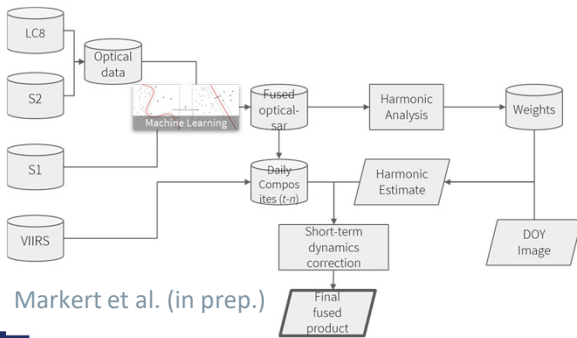 LC8
Optical
data
S2
Machine Learning
Fused
optical-
sar
Harmonic
Analysis
Weights
S1
Daily
Compos
ites (t-n)
Harmonic
Estimate
VIIRS
Short-term
dynamics
correction
DOY
Image
Markert et al. (in prep.)
Final
fused
product